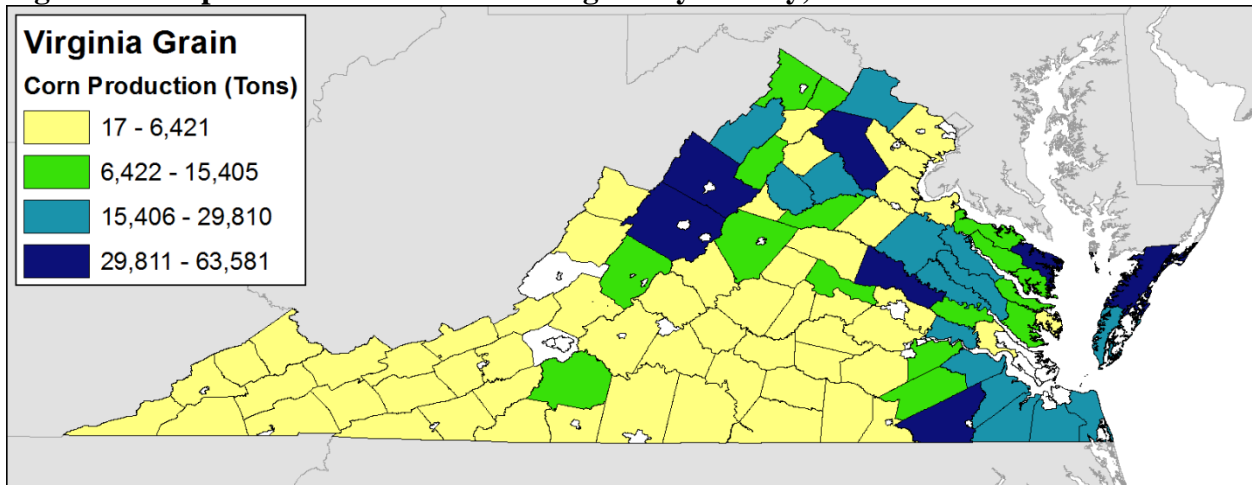 Virginia Grain
Corn Production (Tons)
17 - 6,421
6,422 - 15,405
15,406 - 29,810
29,811 - 63,581